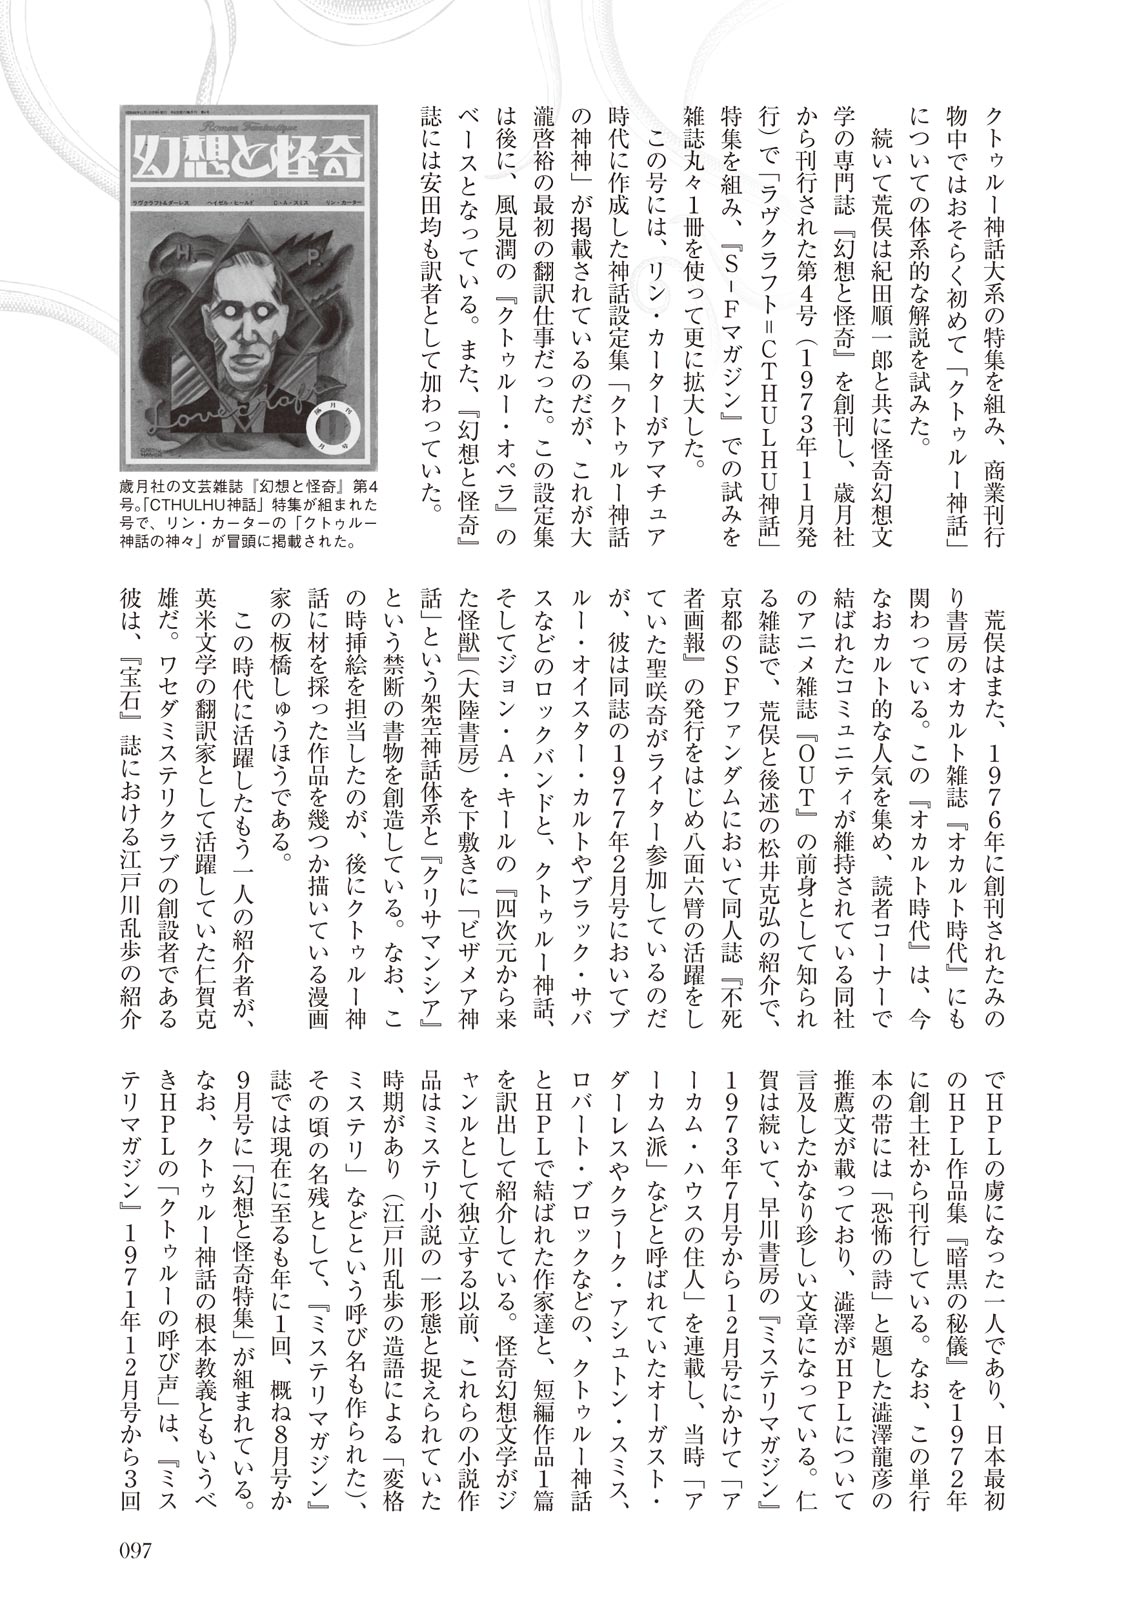 クトゥルー神話大系の特集を組み、商業刊行
物中ではおそらく初めて「クトゥルー神話」
についての体系的な解説を試みた。
　続いて荒俣は紀田順一郎と共に怪奇幻想文
学の専門誌『幻想と怪奇』を創刊し、歳月社
から刊行された第4号（1973年11月発
行）で「ラヴクラフト＝CTHULHU神話」
特集を組み、『S-Fマガジン』での試みを
雑誌丸々1冊を使って更に拡大した。
　この号には、リン・カーターがアマチュア
時代に作成した神話設定集「クトゥルー神話
の神神」が掲載されているのだが、これが大
瀧啓裕の最初の翻訳仕事だった。この設定集
は後に、風見潤の『クトゥルー・オペラ』の
ベースとなっている。また、『幻想と怪奇』
誌には安田均も訳者として加わっていた。
Roman Fantastique
幻想と怪奇
ラヴクラフト&ダーレス　ヘイゼル・ヒールド　C・A・スミス　リン・カーター
H.
P.
Lovecraft
隔月刊
11
月号
歳月社の文芸雑誌『幻想と怪奇』第4
号。「CTHULHU神話」特集が組まれた
号で、リン・カーターの「クトゥルー
神話の神々」が冒頭に掲載された。
　荒俣はまた、1976年に創刊されたみの
り書房のオカルト雑誌『オカルト時代』にも
関わっている。この『オカルト時代』は、今
なおカルト的な人気を集め、読者コーナーで
結ばれたコミュニティが維持されている同社
のアニメ雑誌『OUT』の前身として知られ
る雑誌で、荒俣と後述の松井克弘の紹介で、
京都のSFファンダムにおいて同人誌『不死
者画報』の発行をはじめ八面六臂の活躍をし
ていた聖咲奇がライター参加しているのだ
が、彼は同誌の1977年2月号においてブ
ルー・オイスター・カルトやブラック・サバ
スなどのロックバンドと、クトゥルー神話、
そしてジョン・A・キールの『四次元から来
た怪獣』（大陸書房）を下敷きに「ビザメア神
話」という架空神話体系と『クリサマンシア』
という禁断の書物を創造している。なお、こ
の時挿絵を担当したのが、後にクトゥルー神
話に材を採った作品を幾つか描いている漫画
家の板橋しゅうほうである。
　この時代に活躍したもう一人の紹介者が、
英米文学の翻訳家として活躍していた仁賀克
雄だ。ワセダミステリクラブの創設者である
彼は、『宝石』誌における江戸川乱歩の紹介
でHPLの虜になった一人であり、日本最初
のHPL作品集『暗黒の秘儀』を1972年
に創土社から刊行している。なお、この単行
本の帯には「恐怖の詩」と題した澁澤龍彦の
推薦文が載っており、澁澤がHPLについて
言及したかなり珍しい文章になっている。仁
賀は続いて、早川書房の『ミステリマガジン』
1973年7月号から12月号にかけて「ア
ーカム・ハウスの住人」を連載し、当時「ア
ーカム派」などと呼ばれていたオーガスト・
ダーレスやクラーク・アシュトン・スミス、
ロバート・ブロックなどの、クトゥルー神話
とHPLで結ばれた作家達と、短編作品1篇
を訳出して紹介している。怪奇幻想文学がジ
ャンルとして独立する以前、これらの小説作
品はミステリ小説の一形態と捉えられていた
時期があり（江戸川乱歩の造語による「変格
ミステリ」などという呼び名も作られた）、
その頃の名残として、『ミステリマガジン』
誌では現在に至るも年に1回、概ね8月号か
9月号に「幻想と怪奇特集」が組まれている。
なお、クトゥルー神話の根本教義ともいうべ
きHPLの「クトゥルーの呼び声」は、『ミス
テリマガジン』1971年12月号から3回
097